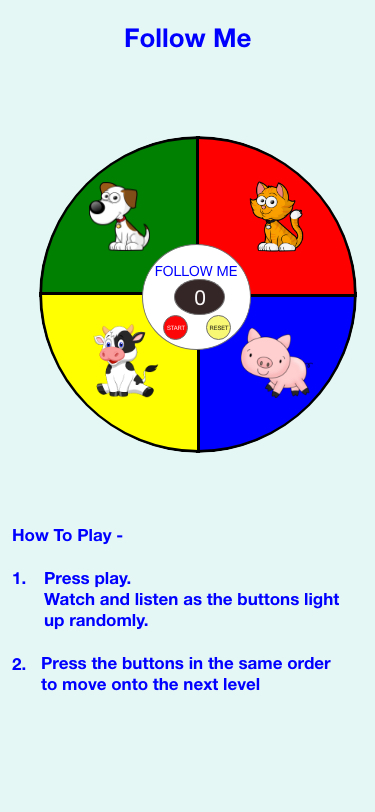 Follow Me
FOLLOW ME
0
START
RESET
How To Play -
1. Press play.
Watch and listen as the buttons light
up randomly.
2. Press the buttons in the same order
to move onto the next level